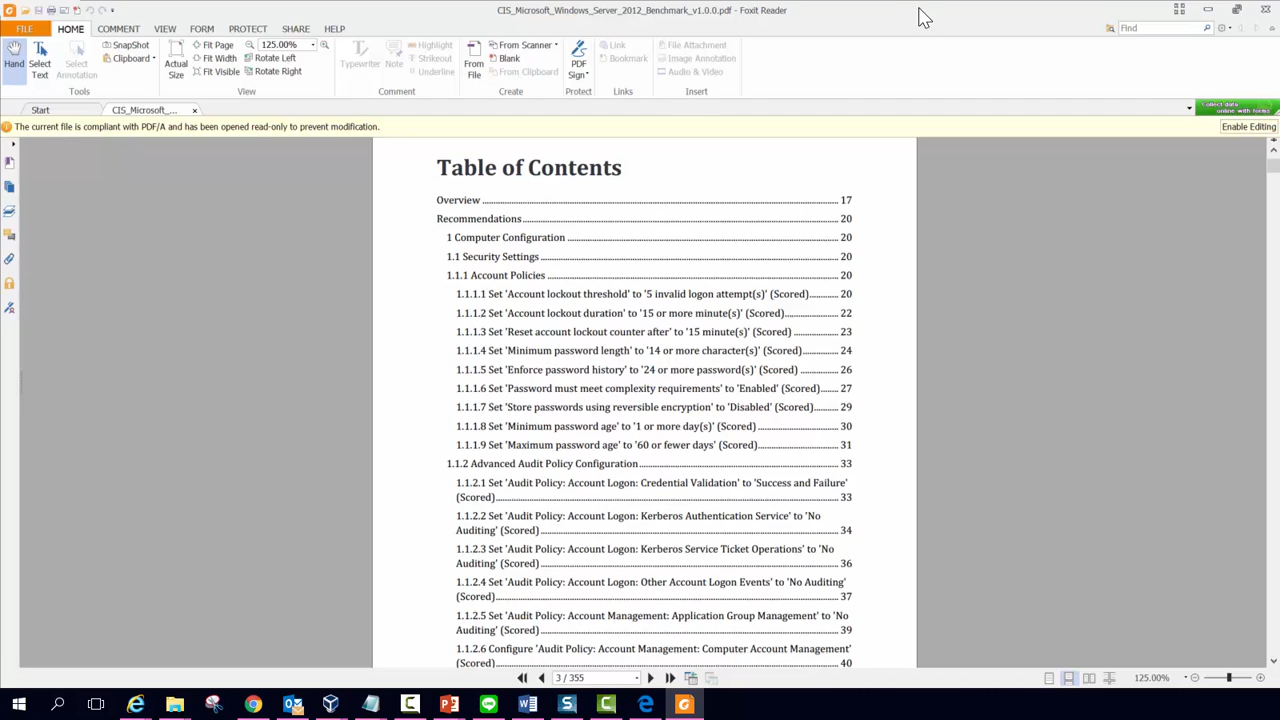 CIS_Microsoft_Windows_Server_2012_Benchmark_v1.0.0.pdf - Foxit Reader
FILE HOME COMMENT VIEW FORM PROTECT SHARE HELP
Find
Hand
Select Text
Select Annotation
SnapShot
Clipboard
Tools
Actual Size
Fit Page
Fit Width
Fit Visible
125.00%
Rotate Left
Rotate Right
View
Typewriter
Note
Highlight
Strikeout
Underline
Comment
From File
From Scanner
Blank
From Clipboard
Create
PDF Sign
Protect
Link
Bookmark
Links
File Attachment
Image Annotation
Audio & Video
Insert
Start
CIS_Microsoft_...
Collect data
online with forms
The current file is compliant with PDF/A and has been opened read-only to prevent modification.
Enable Editing
Table of Contents
Overview ... 17
Recommendations ... 20
1 Computer Configuration ... 20
1.1 Security Settings ... 20
1.1.1 Account Policies ... 20
1.1.1.1 Set 'Account lockout threshold' to '5 invalid logon attempt(s)' (Scored) ... 20
1.1.1.2 Set 'Account lockout duration' to '15 or more minute(s)' (Scored) ... 22
1.1.1.3 Set 'Reset account lockout counter after' to '15 minute(s)' (Scored) ... 23
1.1.1.4 Set 'Minimum password length' to '14 or more character(s)' (Scored) ... 24
1.1.1.5 Set 'Enforce password history' to '24 or more password(s)' (Scored) ... 26
1.1.1.6 Set 'Password must meet complexity requirements' to 'Enabled' (Scored) ... 27
1.1.1.7 Set 'Store passwords using reversible encryption' to 'Disabled' (Scored) ... 29
1.1.1.8 Set 'Minimum password age' to '1 or more day(s)' (Scored) ... 30
1.1.1.9 Set 'Maximum password age' to '60 or fewer days' (Scored) ... 31
1.1.2 Advanced Audit Policy Configuration ... 33
1.1.2.1 Set 'Audit Policy: Account Logon: Credential Validation' to 'Success and Failure'
(Scored) ... 33
1.1.2.2 Set 'Audit Policy: Account Logon: Kerberos Authentication Service' to 'No
Auditing' (Scored) ... 34
1.1.2.3 Set 'Audit Policy: Account Logon: Kerberos Service Ticket Operations' to 'No
Auditing' (Scored) ... 36
1.1.2.4 Set 'Audit Policy: Account Logon: Other Account Logon Events' to 'No Auditing'
(Scored) ... 37
1.1.2.5 Set 'Audit Policy: Account Management: Application Group Management' to 'No
Auditing' (Scored) ... 39
1.1.2.6 Configure 'Audit Policy: Account Management: Computer Account Management'
(Scored) ... 40
3 / 355
125.00%